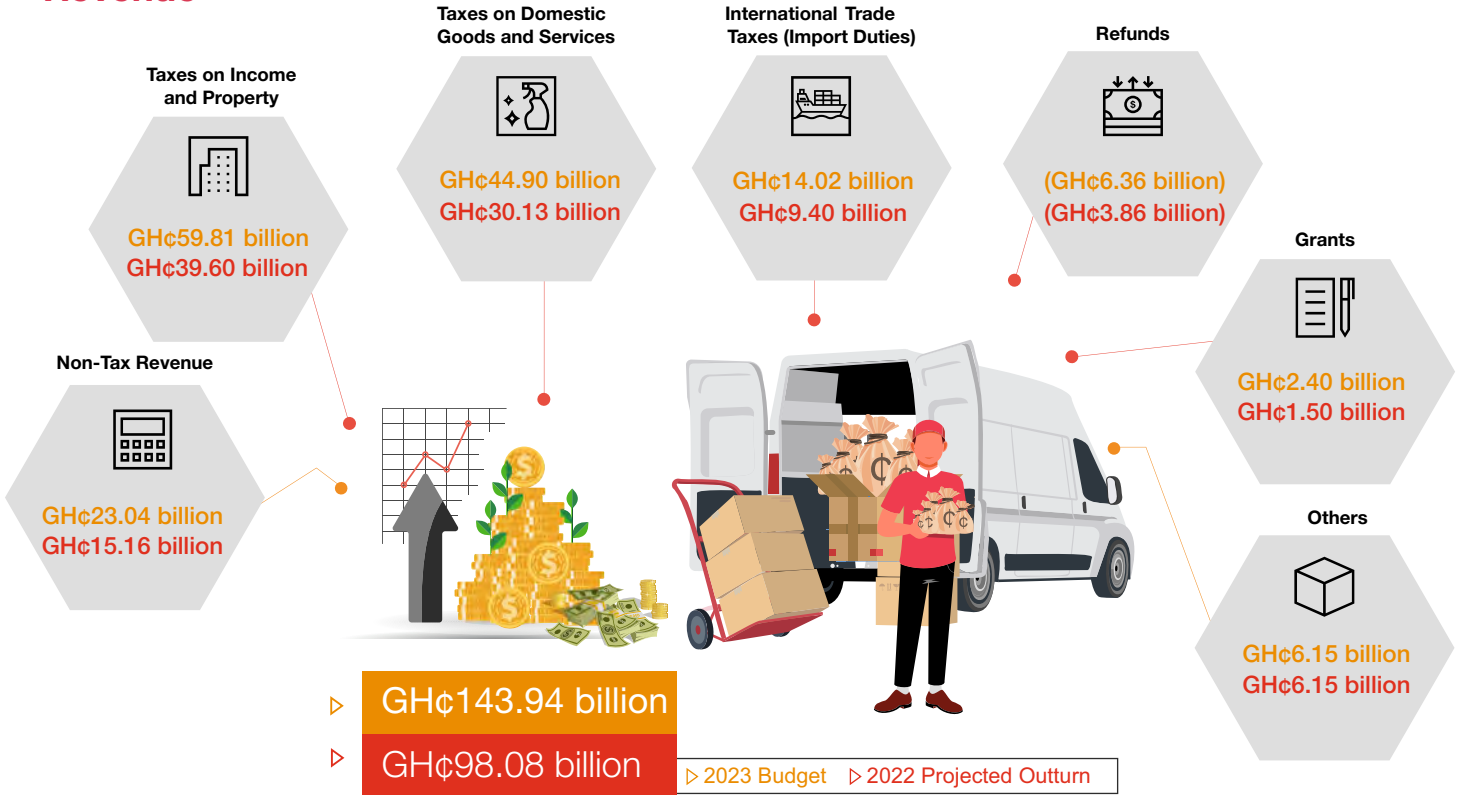 Revenue
Taxes on Domestic
Goods and Services
International Trade
Taxes (Import Duties)
Refunds
Taxes on Income
and Property
GH¢44.90 billion
GH¢30.13 billion
GH¢14.02 billion
GH¢9.40 billion
(GH¢6.36 billion)
(GH¢3.86 billion)
GH¢59.81 billion
GH¢39.60 billion
Grants
GH¢2.40 billion
GH¢1.50 billion
Non-Tax Revenue
GH¢23.04 billion
GH¢15.16 billion
Others
GH¢6.15 billion
GH¢6.15 billion
GH¢143.94 billion
GH¢98.08 billion
2023 Budget
2022 Projected Outturn